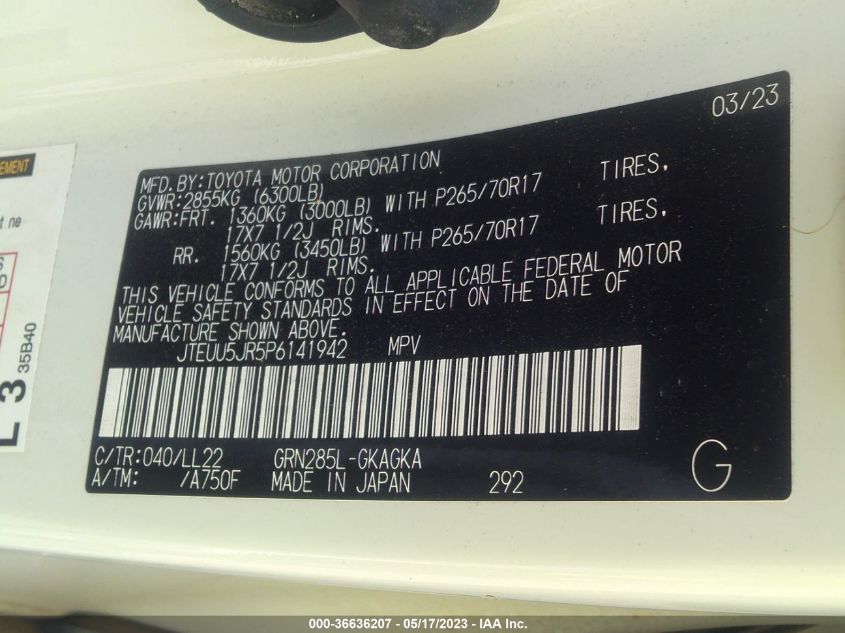 03/23
MFD.BY:TOYOTA MOTOR CORPORATION
GVWR:2855KG (6300LB)
GAWR:FRT. 1360KG (3000LB) WITH P265/70R17 TIRES,
17X7 1/2J RIMS.
RR. 1560KG (3450LB) WITH P265/70R17 TIRES,
17X7 1/2J RIMS.
THIS VEHICLE CONFORMS TO ALL APPLICABLE FEDERAL MOTOR
VEHICLE SAFETY STANDARDS IN EFFECT ON THE DATE OF
MANUFACTURE SHOWN ABOVE.
JTEUU5JR5P6141942 MPV
C/TR:040/LL22 GRN285L-GKAGKA
A/TM: /A750F MADE IN JAPAN 292
G
L 3
35B40
000-36636207 - 05/17/2023 - IAA Inc.